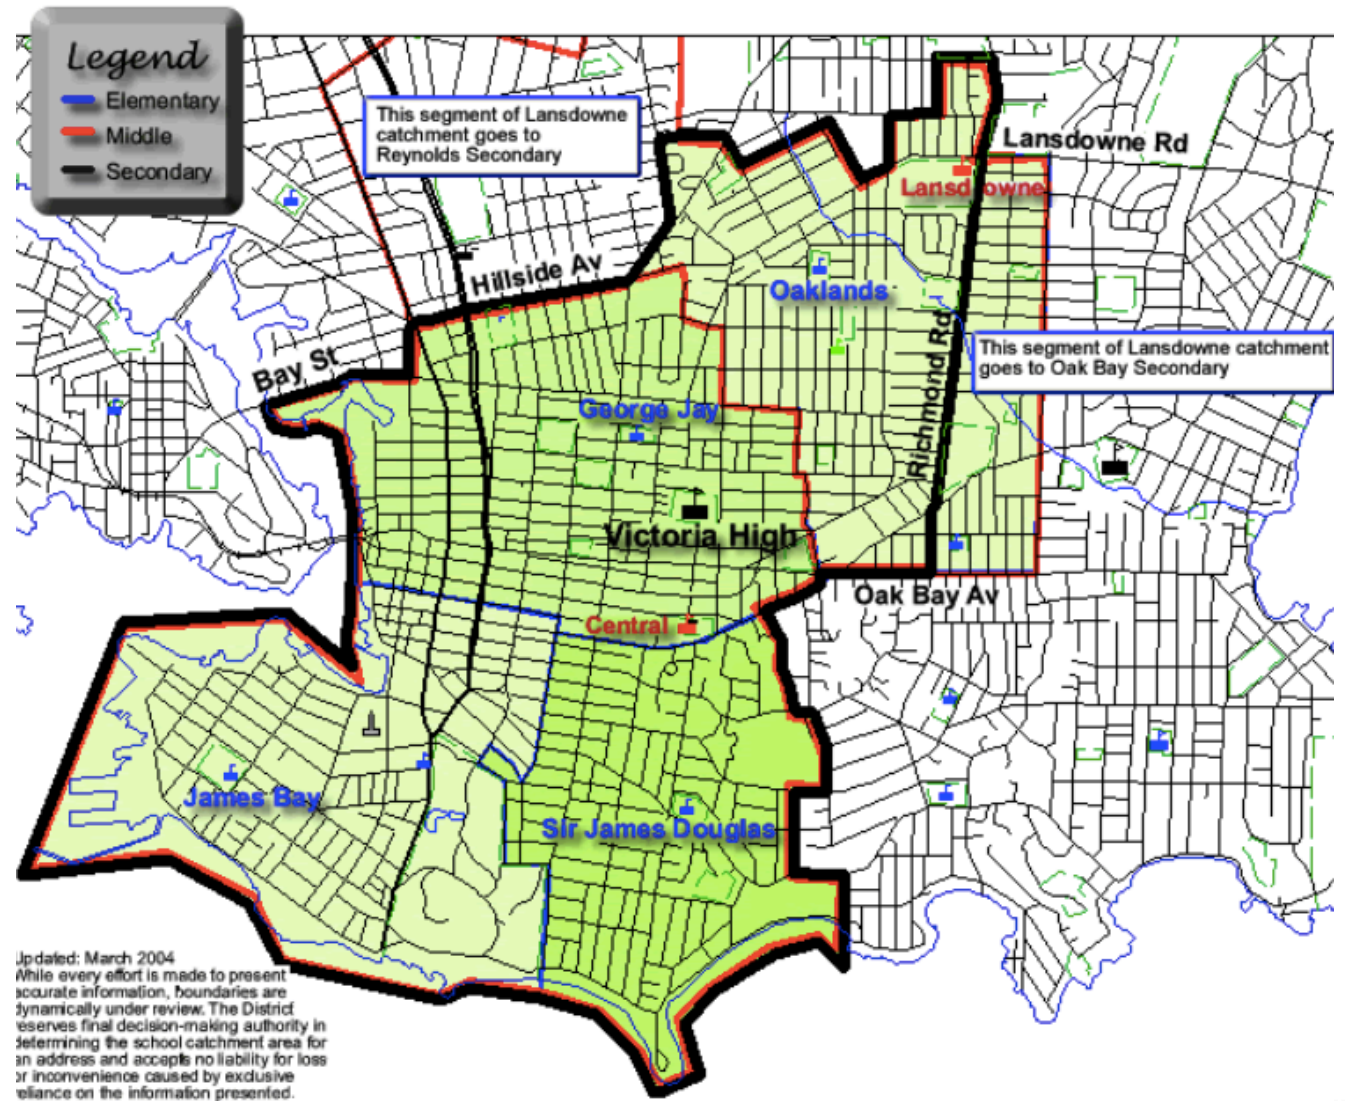 Legend
Elementary
Middle
Secondary
This segment of Lansdowne
catchment goes to
Reynolds Secondary
Lansdowne Rd
Lansdowne
Hillside Av
Oaklands
Bay St
Richmond Rd
This segment of Lansdowne catchment
goes to Oak Bay Secondary
George Jay
Victoria High
Oak Bay Av
Central
James Bay
Sir James Douglas
Updated: March 2004
While every effort is made to present
accurate information, boundaries are
dynamically under review. The District
reserves final decision-making authority in
determining the school catchment area for
an address and accepts no liability for loss
or inconvenience caused by exclusive
reliance on the information presented.